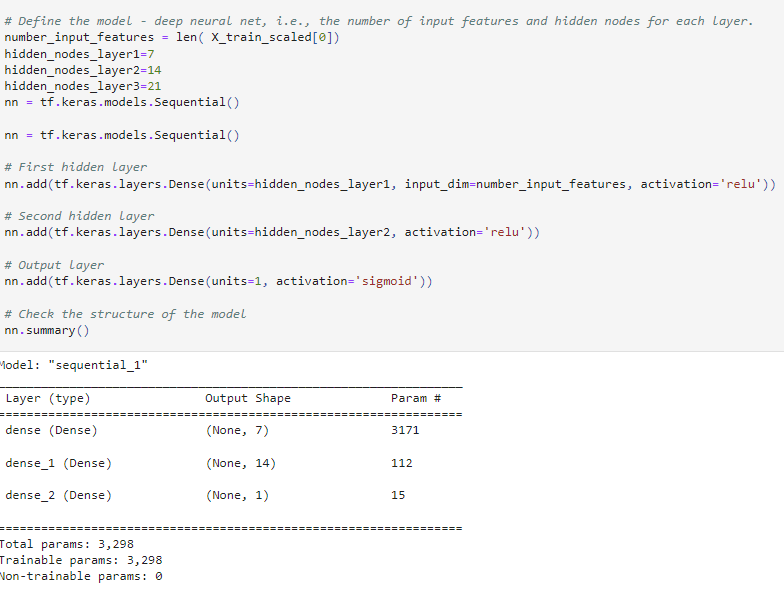 # Define the model - deep neural net, i.e., the number of input features and hidden nodes for each layer.
number_input_features = len( X_train_scaled[0])
hidden_nodes_layer1=7
hidden_nodes_layer2=14
hidden_nodes_layer3=21
nn = tf.keras.models.Sequential()
nn = tf.keras.models.Sequential()
# First hidden layer
nn.add(tf.keras.layers.Dense(units=hidden_nodes_layer1, input_dim=number_input_features, activation='relu'))
# Second hidden layer
nn.add(tf.keras.layers.Dense(units=hidden_nodes_layer2, activation='relu'))
# Output layer
nn.add(tf.keras.layers.Dense(units=1, activation='sigmoid'))
# Check the structure of the model
nn.summary()
Model: "sequential_1"
Layer (type) Output Shape Param #
dense (Dense) (None, 7) 3171
dense_1 (Dense) (None, 14) 112
dense_2 (Dense) (None, 1) 15
Total params: 3,298
Trainable params: 3,298
Non-trainable params: 0